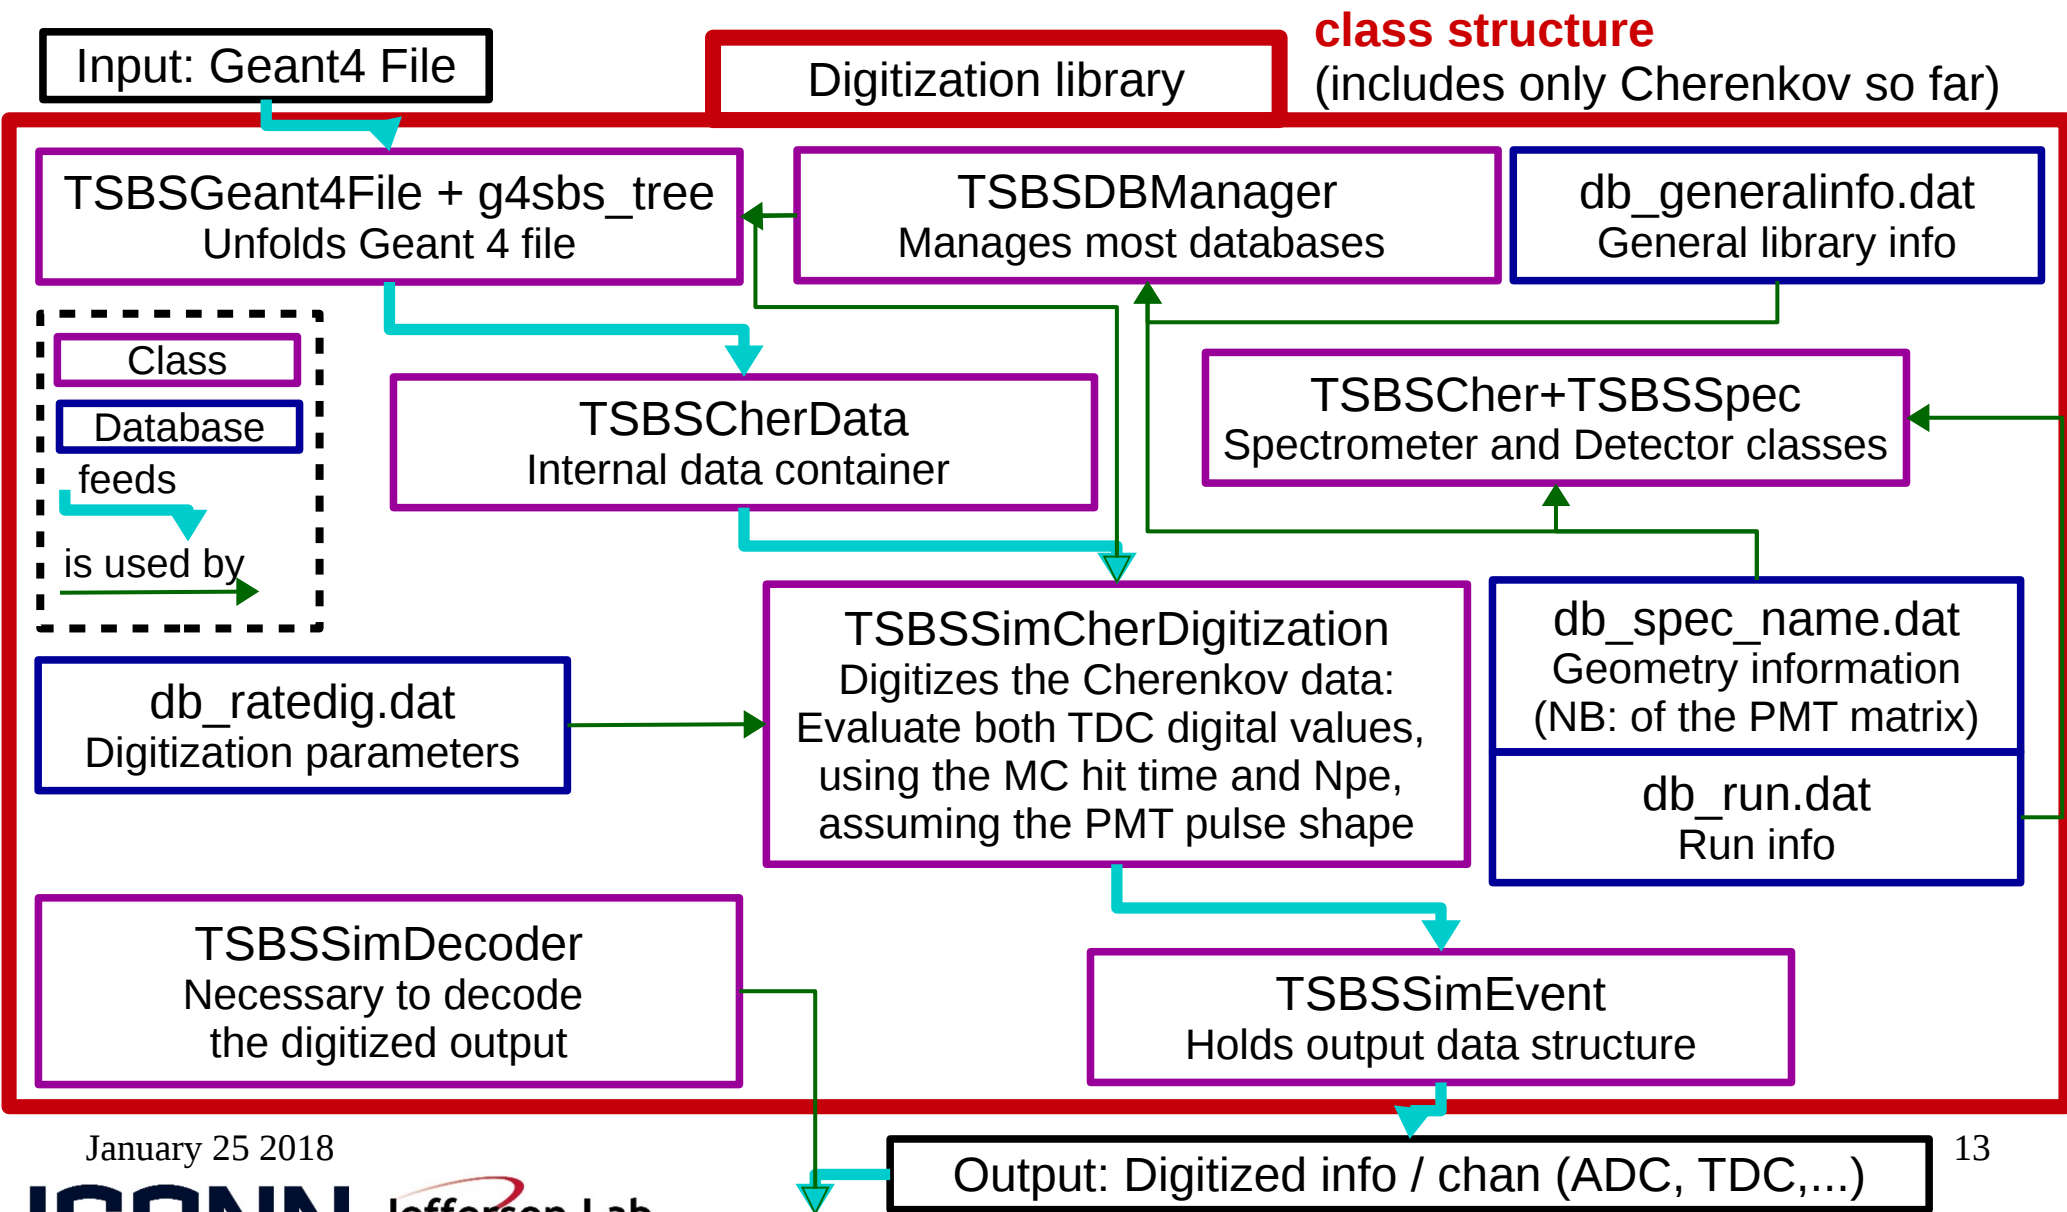 class structure
(includes only Cherenkov so far)
Input: Geant4 File
Digitization library
TSBSGeant4File + g4sbs_tree
Unfolds Geant 4 file
TSBSDBManager
Manages most databases
db_generalinfo.dat
General library info
Class
Database
feeds
is used by
TSBSCherData
Internal data container
TSBSCher+TSBSSpec
Spectrometer and Detector classes
TSBSSimCherDigitization
Digitizes the Cherenkov data:
Evaluate both TDC digital values,
using the MC hit time and Npe,
assuming the PMT pulse shape
db_spec_name.dat
Geometry information
(NB: of the PMT matrix)
db_run.dat
Run info
db_ratedig.dat
Digitization parameters
TSBSSimDecoder
Necessary to decode
the digitized output
TSBSSimEvent
Holds output data structure
January 25 2018
Output: Digitized info / chan (ADC, TDC,...)
13
UCONN
Jefferson Lab